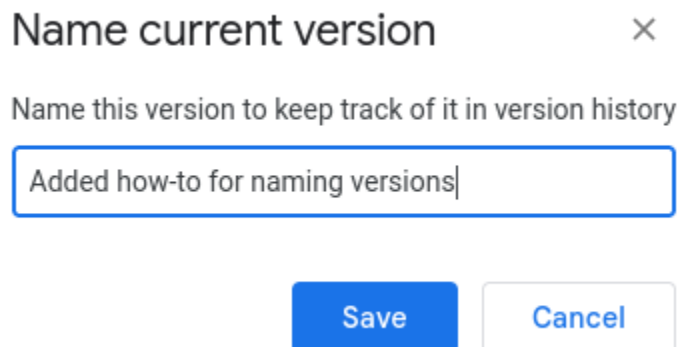 Name current version
Name this version to keep track of it in version history
Added how-to for naming versions
Save
Cancel